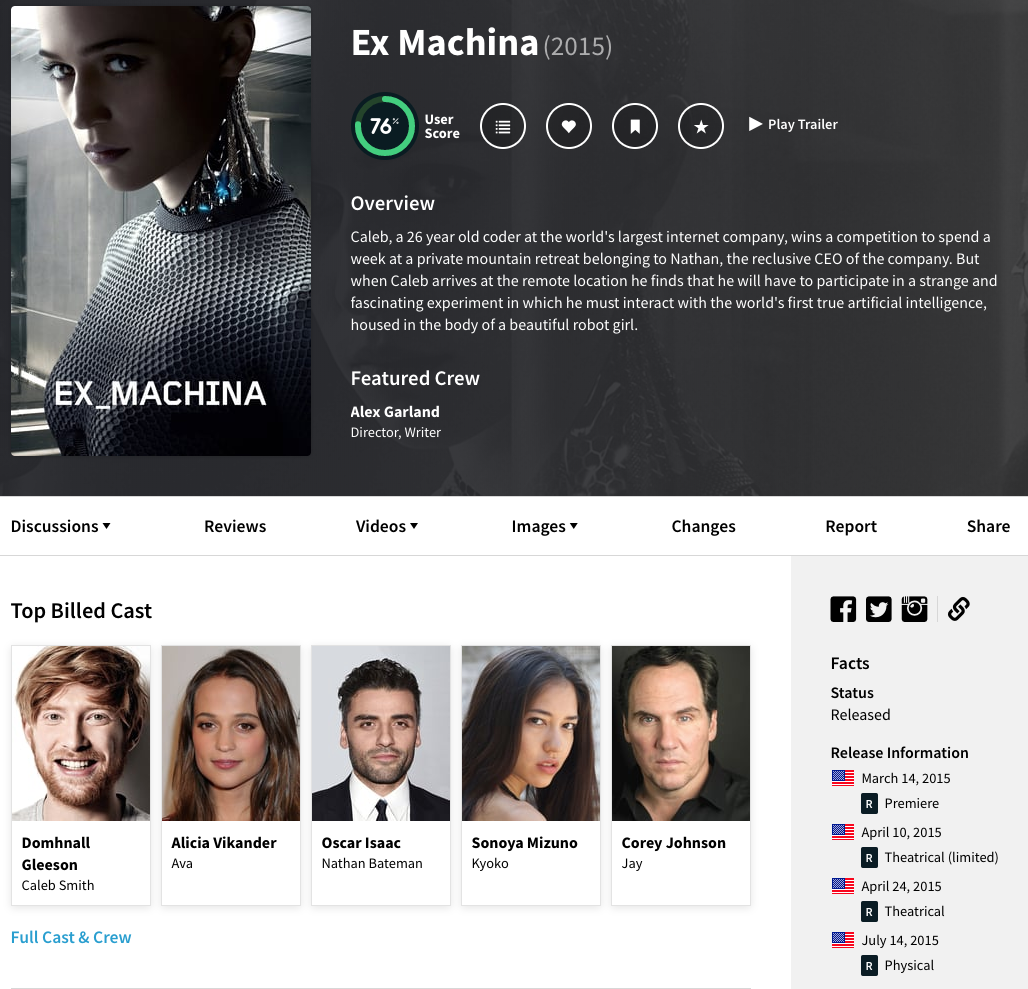 EX_MACHINA
Ex Machina (2015)
76%
User
Score
Play Trailer
Overview
Caleb, a 26 year old coder at the world's largest internet company, wins a competition to spend a
week at a private mountain retreat belonging to Nathan, the reclusive CEO of the company. But
when Caleb arrives at the remote location he finds that he will have to participate in a strange and
fascinating experiment in which he must interact with the world's first true artificial intelligence,
housed in the body of a beautiful robot girl.
Featured Crew
Alex Garland
Director, Writer
Discussions Reviews Videos Images Changes Report Share
Top Billed Cast
Domhnall
Gleeson
Caleb Smith
Alicia Vikander
Ava
Oscar Isaac
Nathan Bateman
Sonoya Mizuno
Kyoko
Corey Johnson
Jay
Full Cast & Crew
Facts
Status
Released
Release Information
March 14, 2015
R Premiere
April 10, 2015
R Theatrical (limited)
April 24, 2015
R Theatrical
July 14, 2015
R Physical